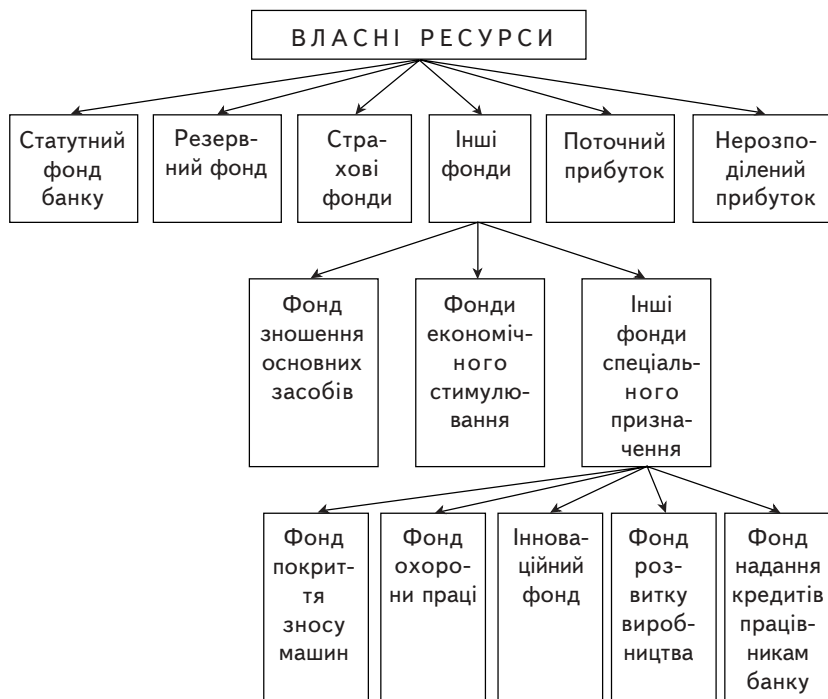 ВЛАСНІ РЕСУРСИ
Статутний
фонд
банку
Резерв-
ний фонд
Стра-
хові
фонди
Інші
фонди
Поточний
прибуток
Нерозпо-
ділений
прибуток
Фонд
зношення
основних
засобів
Фонди
економіч-
ного
стимулю-
вання
Інші
фонди
спеціаль-
ного
призна-
чення
Фонд
покрит-
тя
зносу
машин
Фонд
охоро-
ни праці
Іннова-
ційний
фонд
Фонд
роз-
витку
вироб-
ництва
Фонд
надання
кредитів
праців-
никам
банку